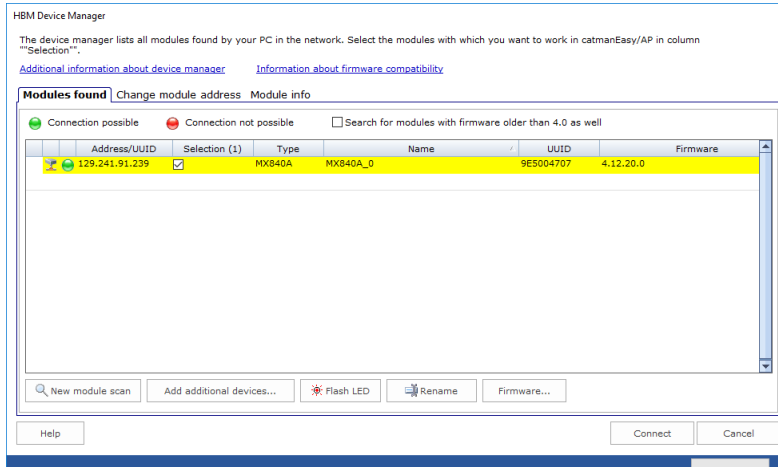 HBM Device Manager
The device manager lists all modules found by your PC in the network. Select the modules with which you want to work in catmanEasy/AP in column
""Selection"".
Additional information about device manager Information about firmware compatibility
Modules found Change module address Module info
Connection possible Connection not possible Search for modules with firmware older than 4.0 as well
Address/UUID Selection (1) Type Name UUID Firmware
129.241.91.239 MX840A MX840A_0 9E5004707 4.12.20.0
New module scan Add additional devices... Flash LED Rename Firmware...
Help Connect Cancel